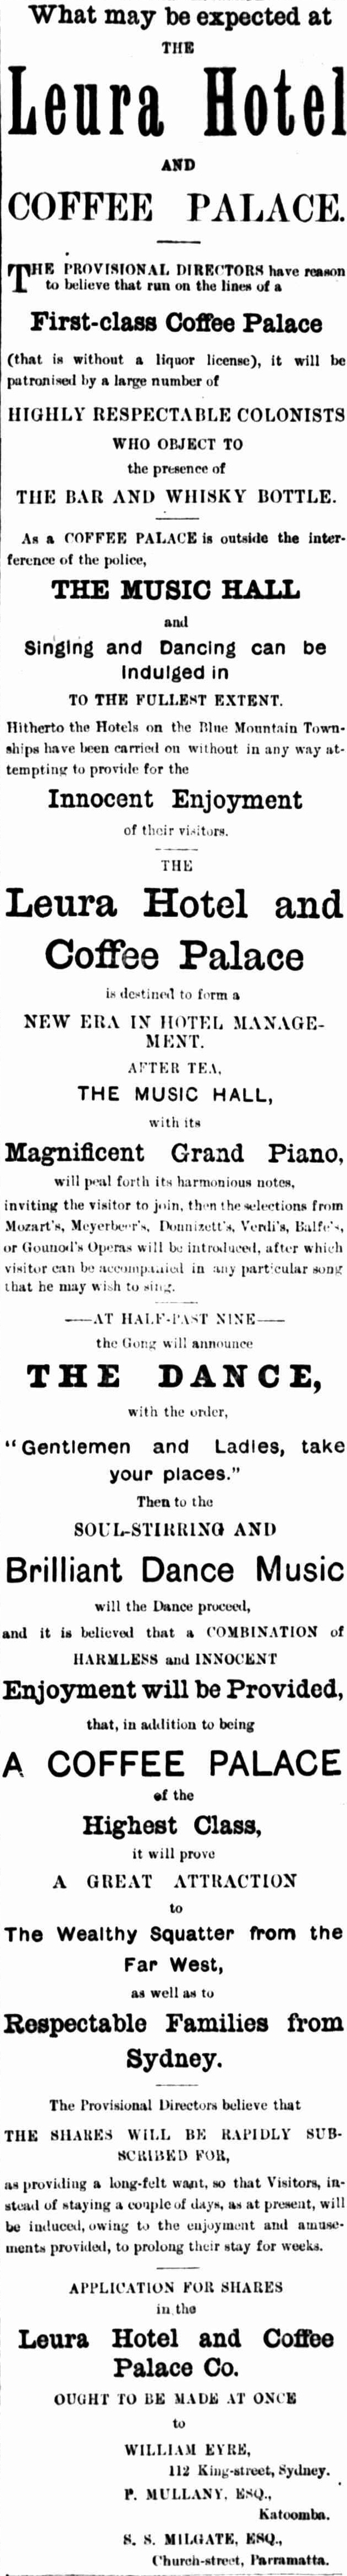 What may be expected at
THE
Leura Hotel
AND
COFFEE PALACE.
THE PROVISIONAL DIRECTORS have reason
to believe that run on the lines of a
First-class Coffee Palace
(that is without a liquor license), it will be
patronised by a large number of
HIGHLY RESPECTABLE COLONISTS
WHO OBJECT TO
the presence of
THE BAR AND WHISKY BOTTLE.
As a COFFEE PALACE is outside the inter-
ference of the police,
THE MUSIC HALL
and
Singing and Dancing can be
indulged in
TO THE FULLEST EXTENT.
Hitherto the Hotels on the Blue Mountain Town-
ships have been carried on without in any way at-
tempting to provide for the
Innocent Enjoyment
of their visitors.
THE
Leura Hotel and
Coffee Palace
is destined to form a
NEW ERA IN HOTEL MANAGE-
MENT.
AFTER TEA,
THE MUSIC HALL,
with its
Magnificent Grand Piano,
will peal forth its harmonious notes,
inviting the visitor to join, then the selections from
Mozart's, Meyerbeer's, Donnizett's, Verdi's, Balfe's,
or Gounod's Operas will be introduced, after which
visitor can be accompanied in any particular song
that he may wish to sing.
——AT HALF-PAST NINE——
the Gong will announce
THE DANCE,
with the order,
"Gentlemen and Ladies, take
your places."
Then to the
SOUL-STIRRING AND
Brilliant Dance Music
will the Dance proceed,
and it is believed that a COMBINATION of
HARMLESS and INNOCENT
Enjoyment will be Provided,
that, in addition to being
A COFFEE PALACE
of the
Highest Class,
it will prove
A GREAT ATTRACTION
to
The Wealthy Squatter from the
Far West,
as well as to
Respectable Families from
Sydney.
The Provisional Directors believe that
THE SHARES WILL BE RAPIDLY SUB-
SCRIBED FOR,
as providing a long-felt want, so that Visitors, in-
stead of staying a couple of days, as at present, will
be induced, owing to the enjoyment and amuse-
ments provided, to prolong their stay for weeks.
APPLICATION FOR SHARES
in the
Leura Hotel and Coffee
Palace Co.
OUGHT TO BE MADE AT ONCE
to
WILLIAM EYRE,
112 King-street, Sydney.
P. MULLANY, ESQ.,
Katoomba.
S. S. MILGATE, ESQ.,
Church-street, Parramatta.